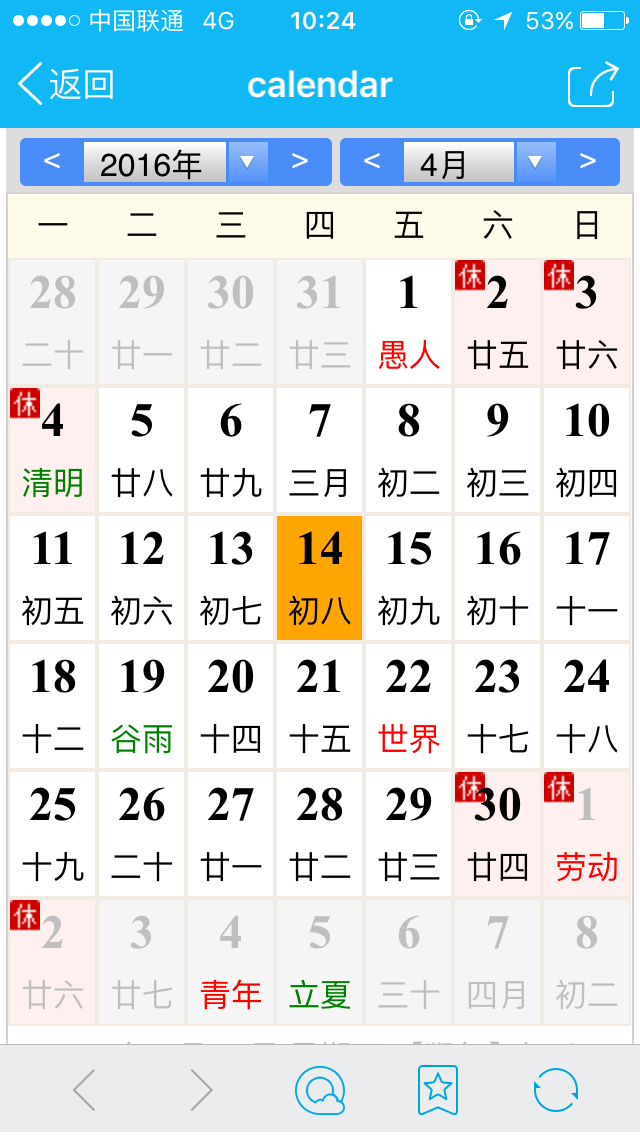 中国联通 4G 10:24 53%
返回 calendar
< 2016年 > < 4月 >
一 二 三 四 五 六 日
28 29 30 31 1 休 2 休 3
二十 廿一 廿二 廿三 愚人 廿五 廿六
休 4 5 6 7 8 9 10
清明 廿八 廿九 三月 初二 初三 初四
11 12 13 14 15 16 17
初五 初六 初七 初八 初九 初十 十一
18 19 20 21 22 23 24
十二 谷雨 十四 十五 世界 十七 十八
25 26 27 28 29 休 30 休 1
十九 二十 廿一 廿二 廿三 廿四 劳动
休 2 3 4 5 6 7 8
廿六 廿七 青年 立夏 三十 四月 初二